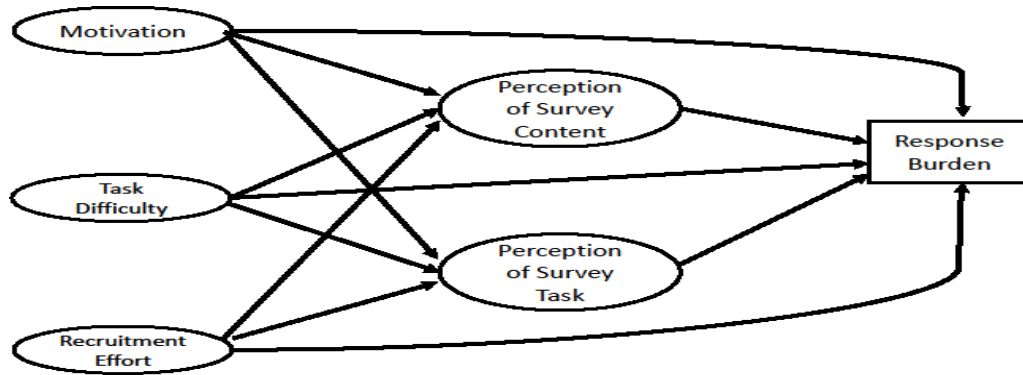 Motivation
Perception
of Survey
Content
Response
Burden
Task
Difficulty
Perception
of Survey
Task
Recruitment
Effort